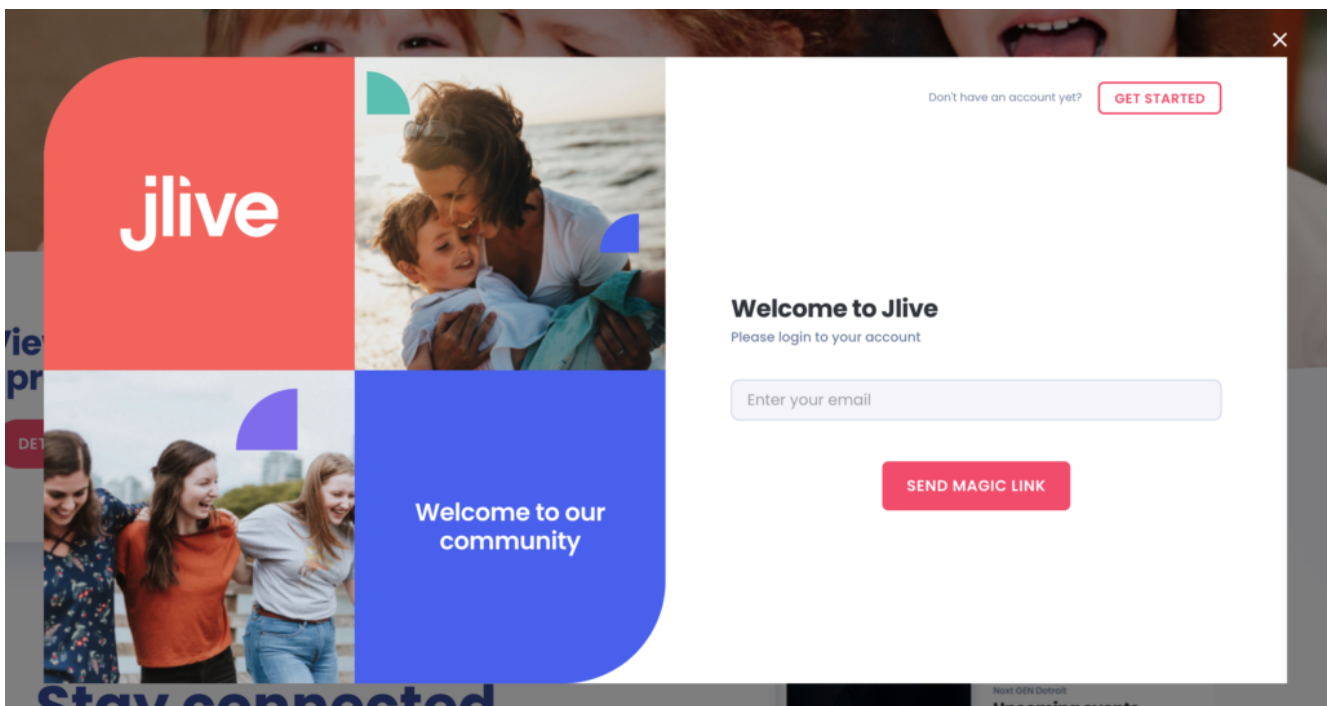 jlive
Welcome to our
community
Don't have an account yet?
GET STARTED
Welcome to Jlive
Please login to your account
Enter your email
SEND MAGIC LINK
Stay connected
Next GEN Detroit
Upcoming events